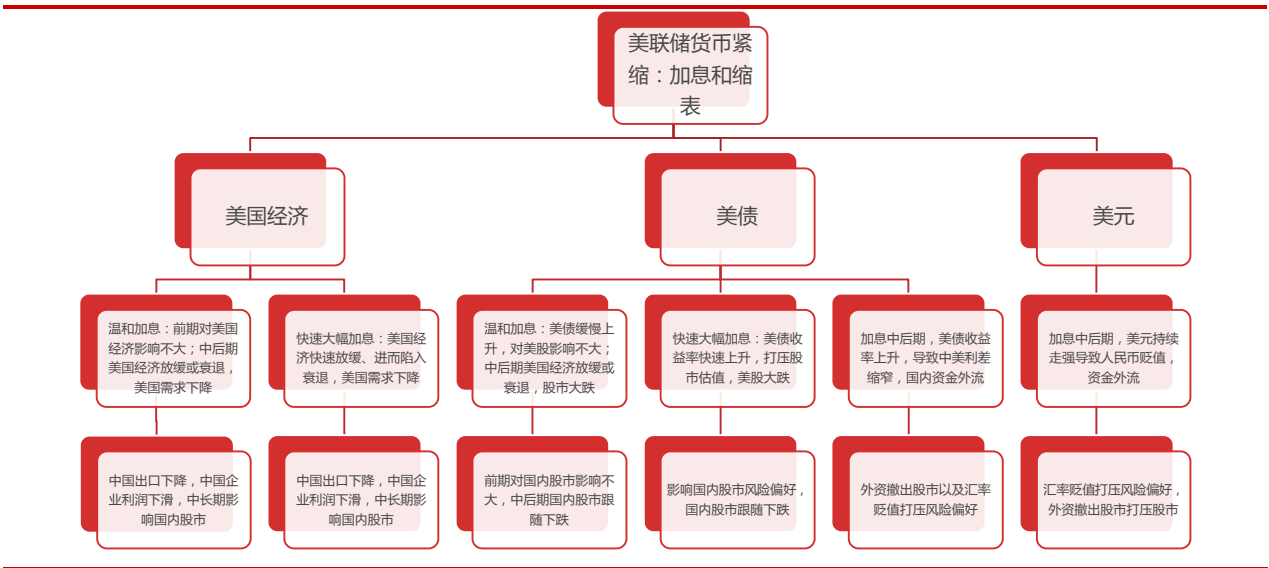 美联储货币紧
缩：加息和缩
表
美国经济
美债
美元
温和加息：前期对美国
经济影响不大；中后期
美国经济放缓或衰退，
美国需求下降
快速大幅加息：美国经
济快速放缓、进而陷入
衰退，美国需求下降
温和加息：美债缓慢上
升，对美股影响不大；
中后期美国经济放缓或
衰退，股市大跌
快速大幅加息：美债收
益率快速上升，打压股
市估值，美股大跌
加息中后期，美债收益
率上升，导致中美利差
缩窄，国内资金外流
加息中后期，美元持续
走强导致人民币贬值，
资金外流
中国出口下降，中国企
业利润下滑，中长期影
响国内股市
中国出口下降，中国企
业利润下滑，中长期影
响国内股市
前期对国内股市影响不
大，中后期国内股市跟
随下跌
影响国内股市风险偏好，
国内股市跟随下跌
外资撤出股市以及汇率
贬值打压风险偏好
汇率贬值打压风险偏好，
外资撤出股市打压股市